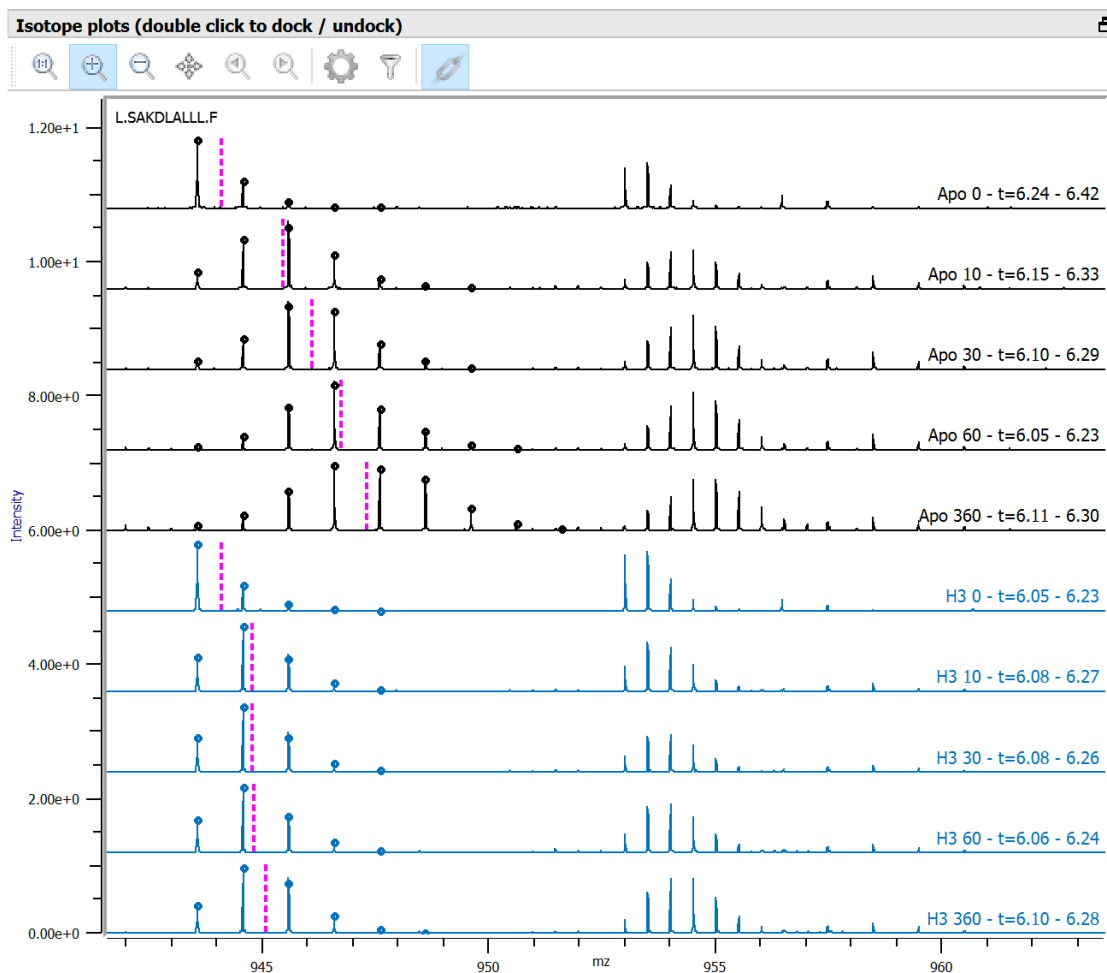 Isotope plots (double click to dock / undock)
1:1
L.SAKDLALLL.F
1.20e+1
Apo 0 - t=6.24 - 6.42
1.00e+1
Apo 10 - t=6.15 - 6.33
Apo 30 - t=6.10 - 6.29
8.00e+0
Apo 60 - t=6.05 - 6.23
Intensity
6.00e+0
Apo 360 - t=6.11 - 6.30
H3 0 - t=6.05 - 6.23
4.00e+0
H3 10 - t=6.08 - 6.27
H3 30 - t=6.08 - 6.26
2.00e+0
H3 60 - t=6.06 - 6.24
H3 360 - t=6.10 - 6.28
0.00e+0
945
950
mz
955
960